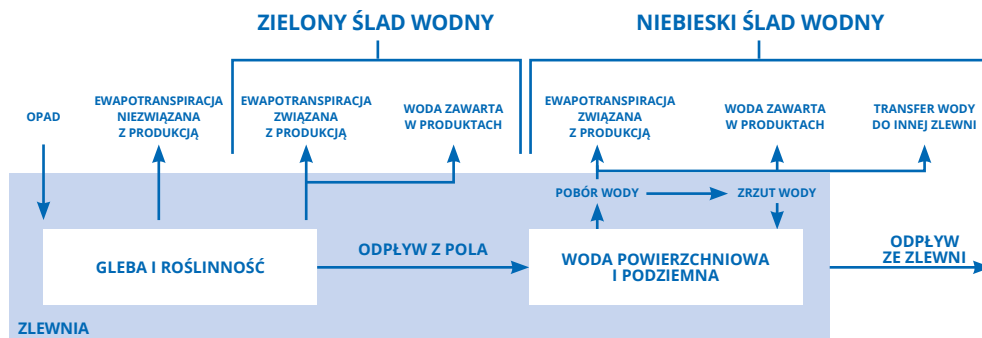 ZIELONY ŚLAD WODNY
NIEBIESKI ŚLAD WODNY
OPAD
EWAPOTRANSPIRACJA
NIEZWIĄZANA
Z PRODUKCJĄ
EWAPOTRANSPIRACJA
ZWIĄZANA
Z PRODUKCJĄ
WODA ZAWARTA
W PRODUKTACH
EWAPOTRANSPIRACJA
ZWIĄZANA
Z PRODUKCJĄ
WODA ZAWARTA
W PRODUKTACH
TRANSFER WODY
DO INNEJ ZLEWNI
POBÓR WODY
ZRZUT WODY
GLEBA I ROŚLINNOŚĆ
ODPŁYW Z POLA
WODA POWIERZCHNIOWA
I PODZIEMNA
ODPŁYW
ZE ZLEWNI
ZLEWNIA